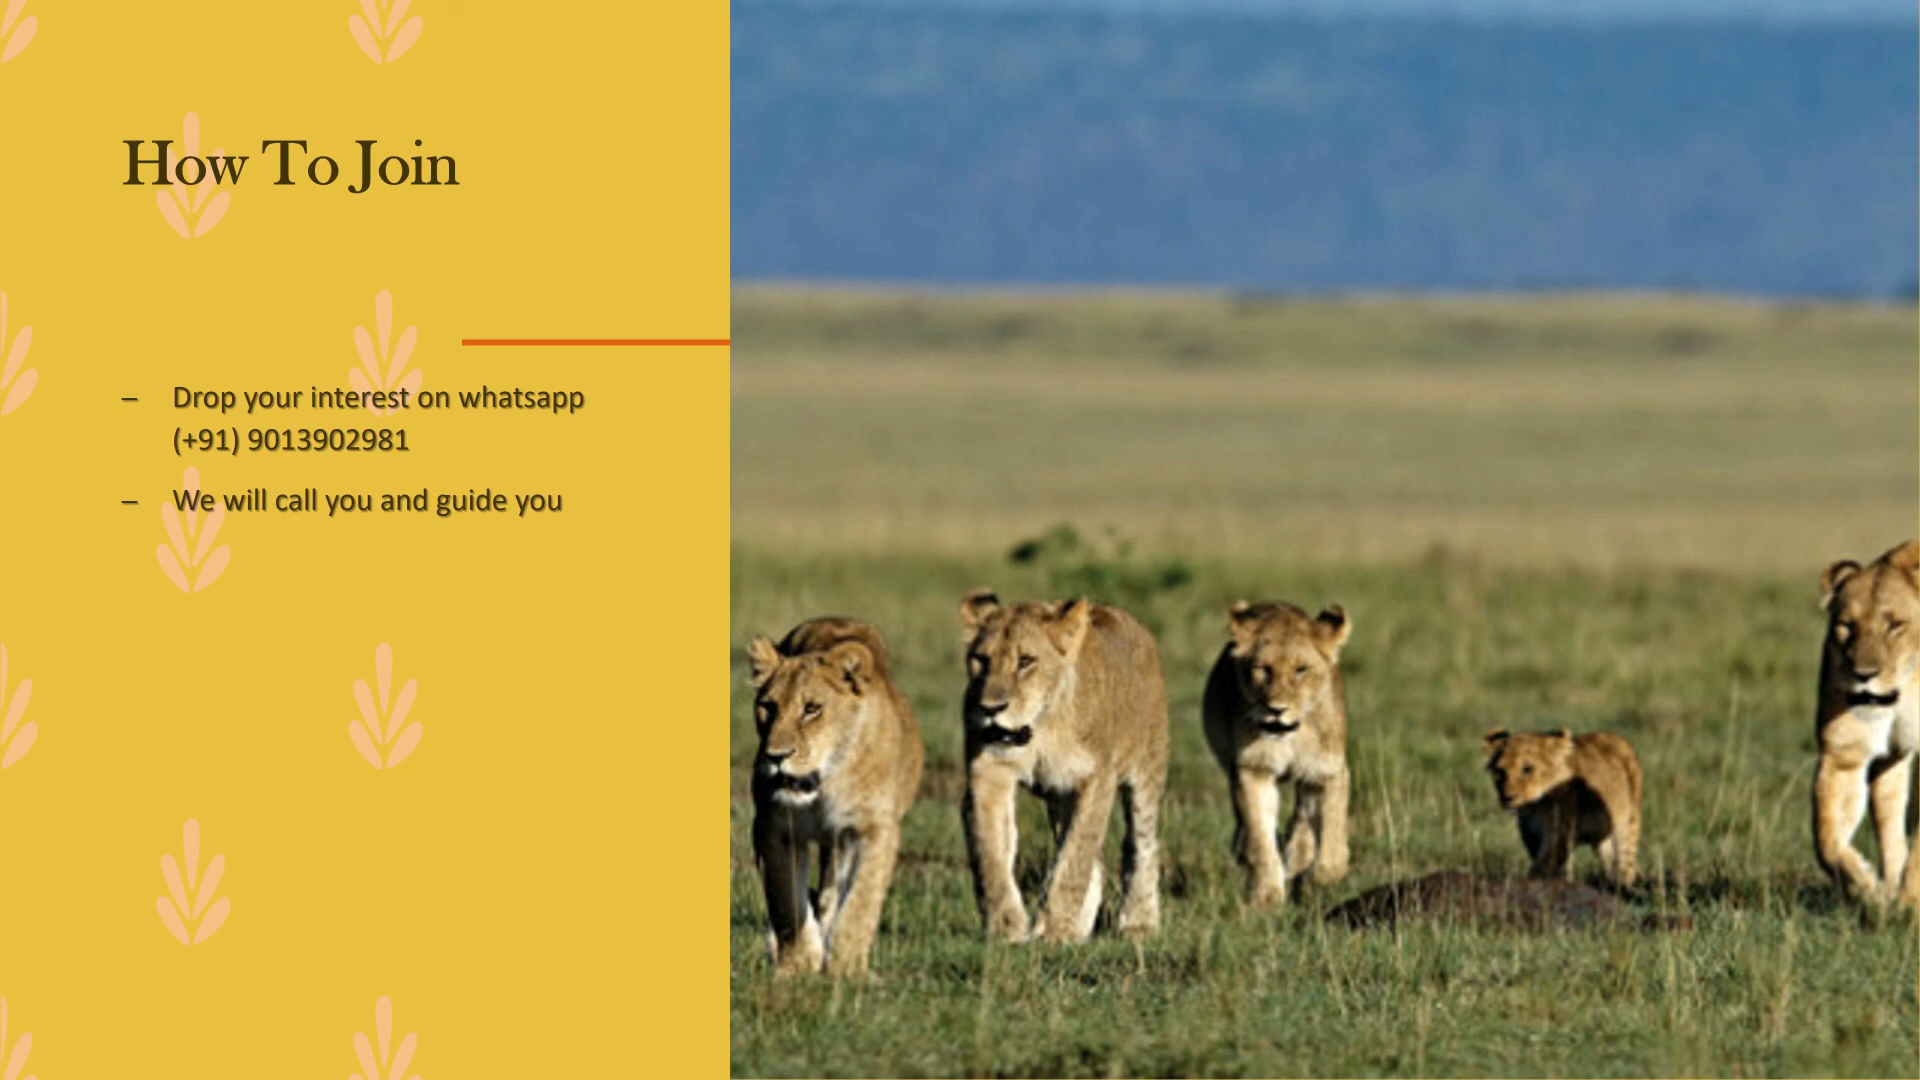 How To Join
– Drop your interest on whatsapp
(+91) 9013902981
– We will call you and guide you